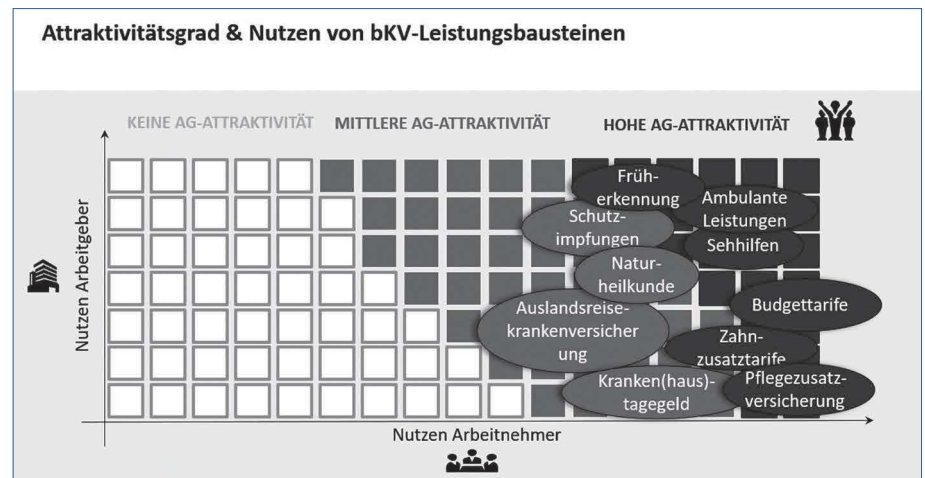 Attraktivitätsgrad & Nutzen von bKV-Leistungsbausteinen
KEINE AG-ATTRAKTIVITÄT
MITTLERE AG-ATTRAKTIVITÄT
HOHE AG-ATTRAKTIVITÄT
Nutzen Arbeitgeber
Früh-
erkennung
Ambulante
Leistungen
Schutz-
impfungen
Sehhilfen
Natur-
heilkunde
Budgettarife
Auslandsreise-
krankenversicher
ung
Zahn-
zusatztarife
Kranken(haus)-
tagegeld
Pflegezusatz-
versicherung
Nutzen Arbeitnehmer